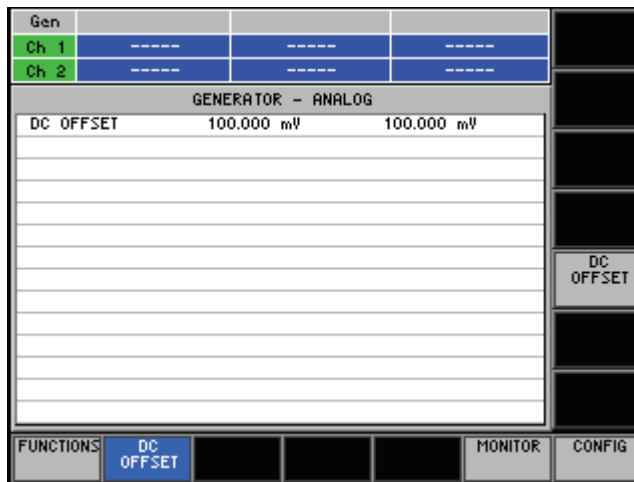 Gen
Ch 1 ----- ----- -----
Ch 2 ----- ----- -----
GENERATOR - ANALOG
DC OFFSET 100.000 mV 100.000 mV
DC
OFFSET
FUNCTIONS
DC
OFFSET
MONITOR
CONFIG